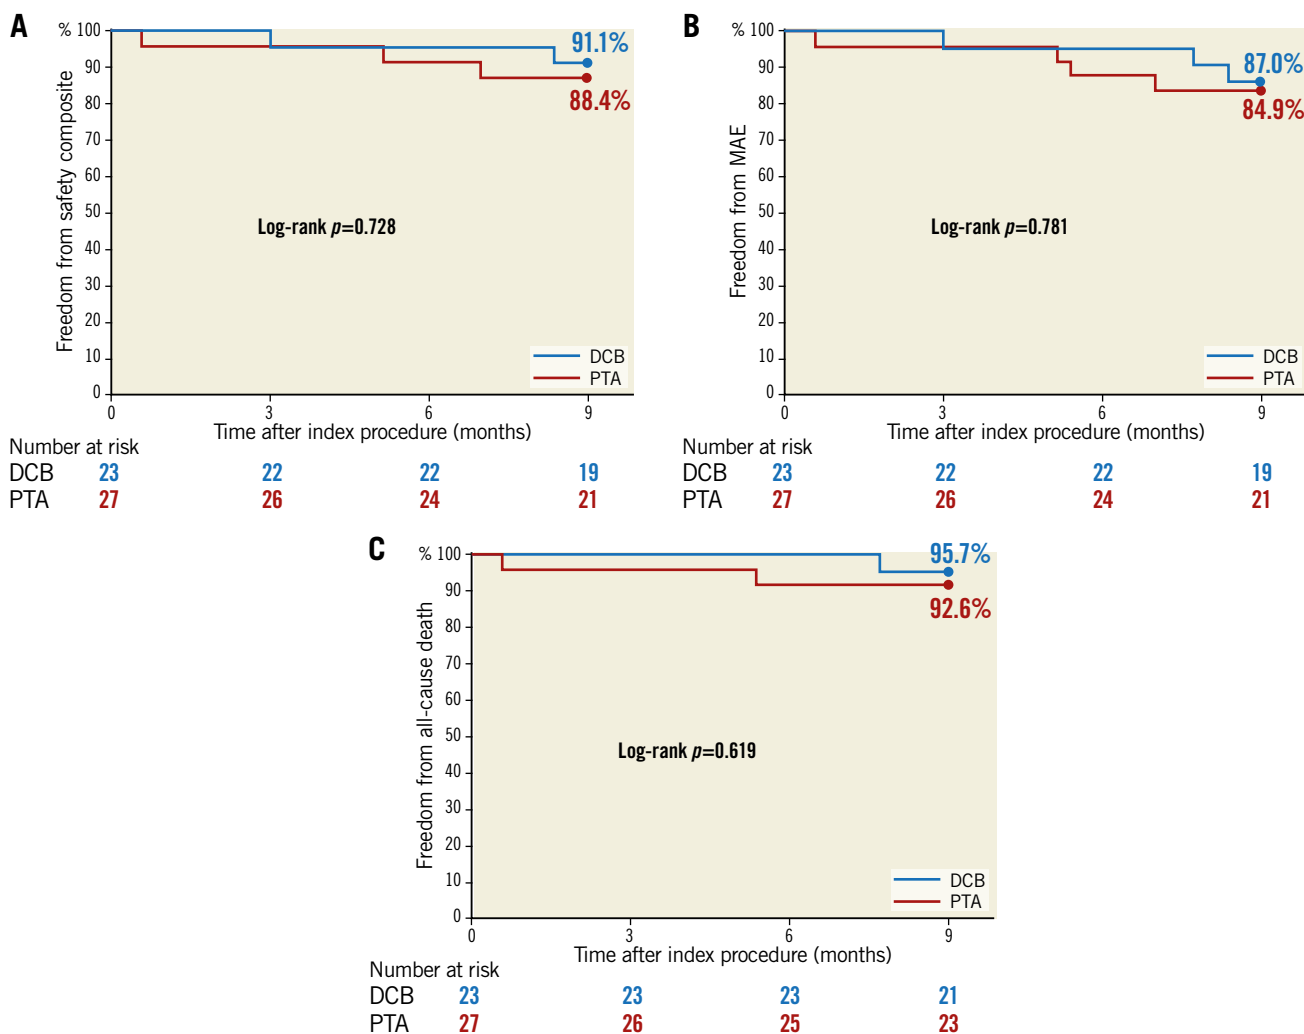 A
% 100
90
80
70
60
50
40
30
20
10
0
Freedom from safety composite
91.1%
88.4%
Log-rank p=0.728
DCB
PTA
0 3 6 9
Time after index procedure (months)
Number at risk
DCB 23 22 22 19
PTA 27 26 24 21
B
% 100
90
80
70
60
50
40
30
20
10
0
Freedom from MAE
87.0%
84.9%
Log-rank p=0.781
DCB
PTA
0 3 6 9
Time after index procedure (months)
Number at risk
DCB 23 22 22 19
PTA 27 26 24 21
C
% 100
90
80
70
60
50
40
30
20
10
0
Freedom from all-cause death
95.7%
92.6%
Log-rank p=0.619
DCB
PTA
0 3 6 9
Time after index procedure (months)
Number at risk
DCB 23 23 23 21
PTA 27 26 25 23